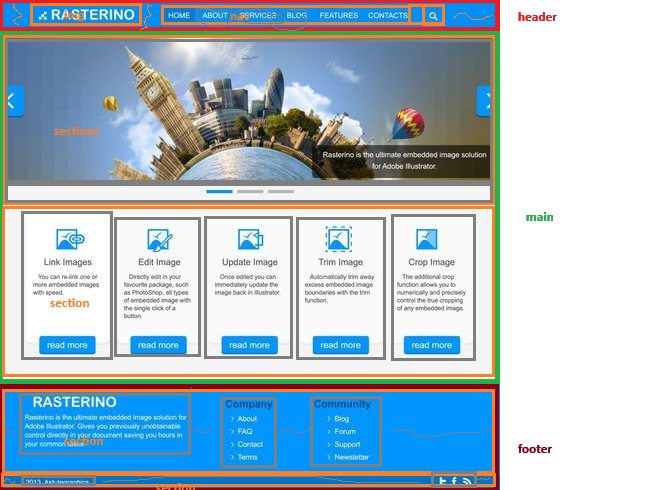 RASTERINO
HOME ABOUT SERVICES BLOG FEATURES CONTACTS
header
sections
Rasterino is the ultimate embedded image solution
for Adobe Illustrator.
main
Link Images
You can re-link one or
more embedded images
with speed.
read more
Edit Image
Directly edit in your
favourite package, such
as PhotoShop, all types
of embedded image with
the single click of a
button.
read more
Update Image
Once edited you can
immediately update the
image back in Illustrator.
read more
Trim Image
Automatically trim away
excess embedded image
boundaries with the trim
function.
read more
Crop Image
The additional crop
function allows you to
numerically and precisely
control the true cropping
of any embedded image.
read more
section
RASTERINO
Rasterino is the ultimate embedded image solution for
Adobe Illustrator. Gives you previously unobtainable
control directly in your document saving you hours in
your
section
Company
About
FAQ
Contact
Terms
Community
Blog
Forum
Support
Newsletter
footer
2013, Astutegraphics
section